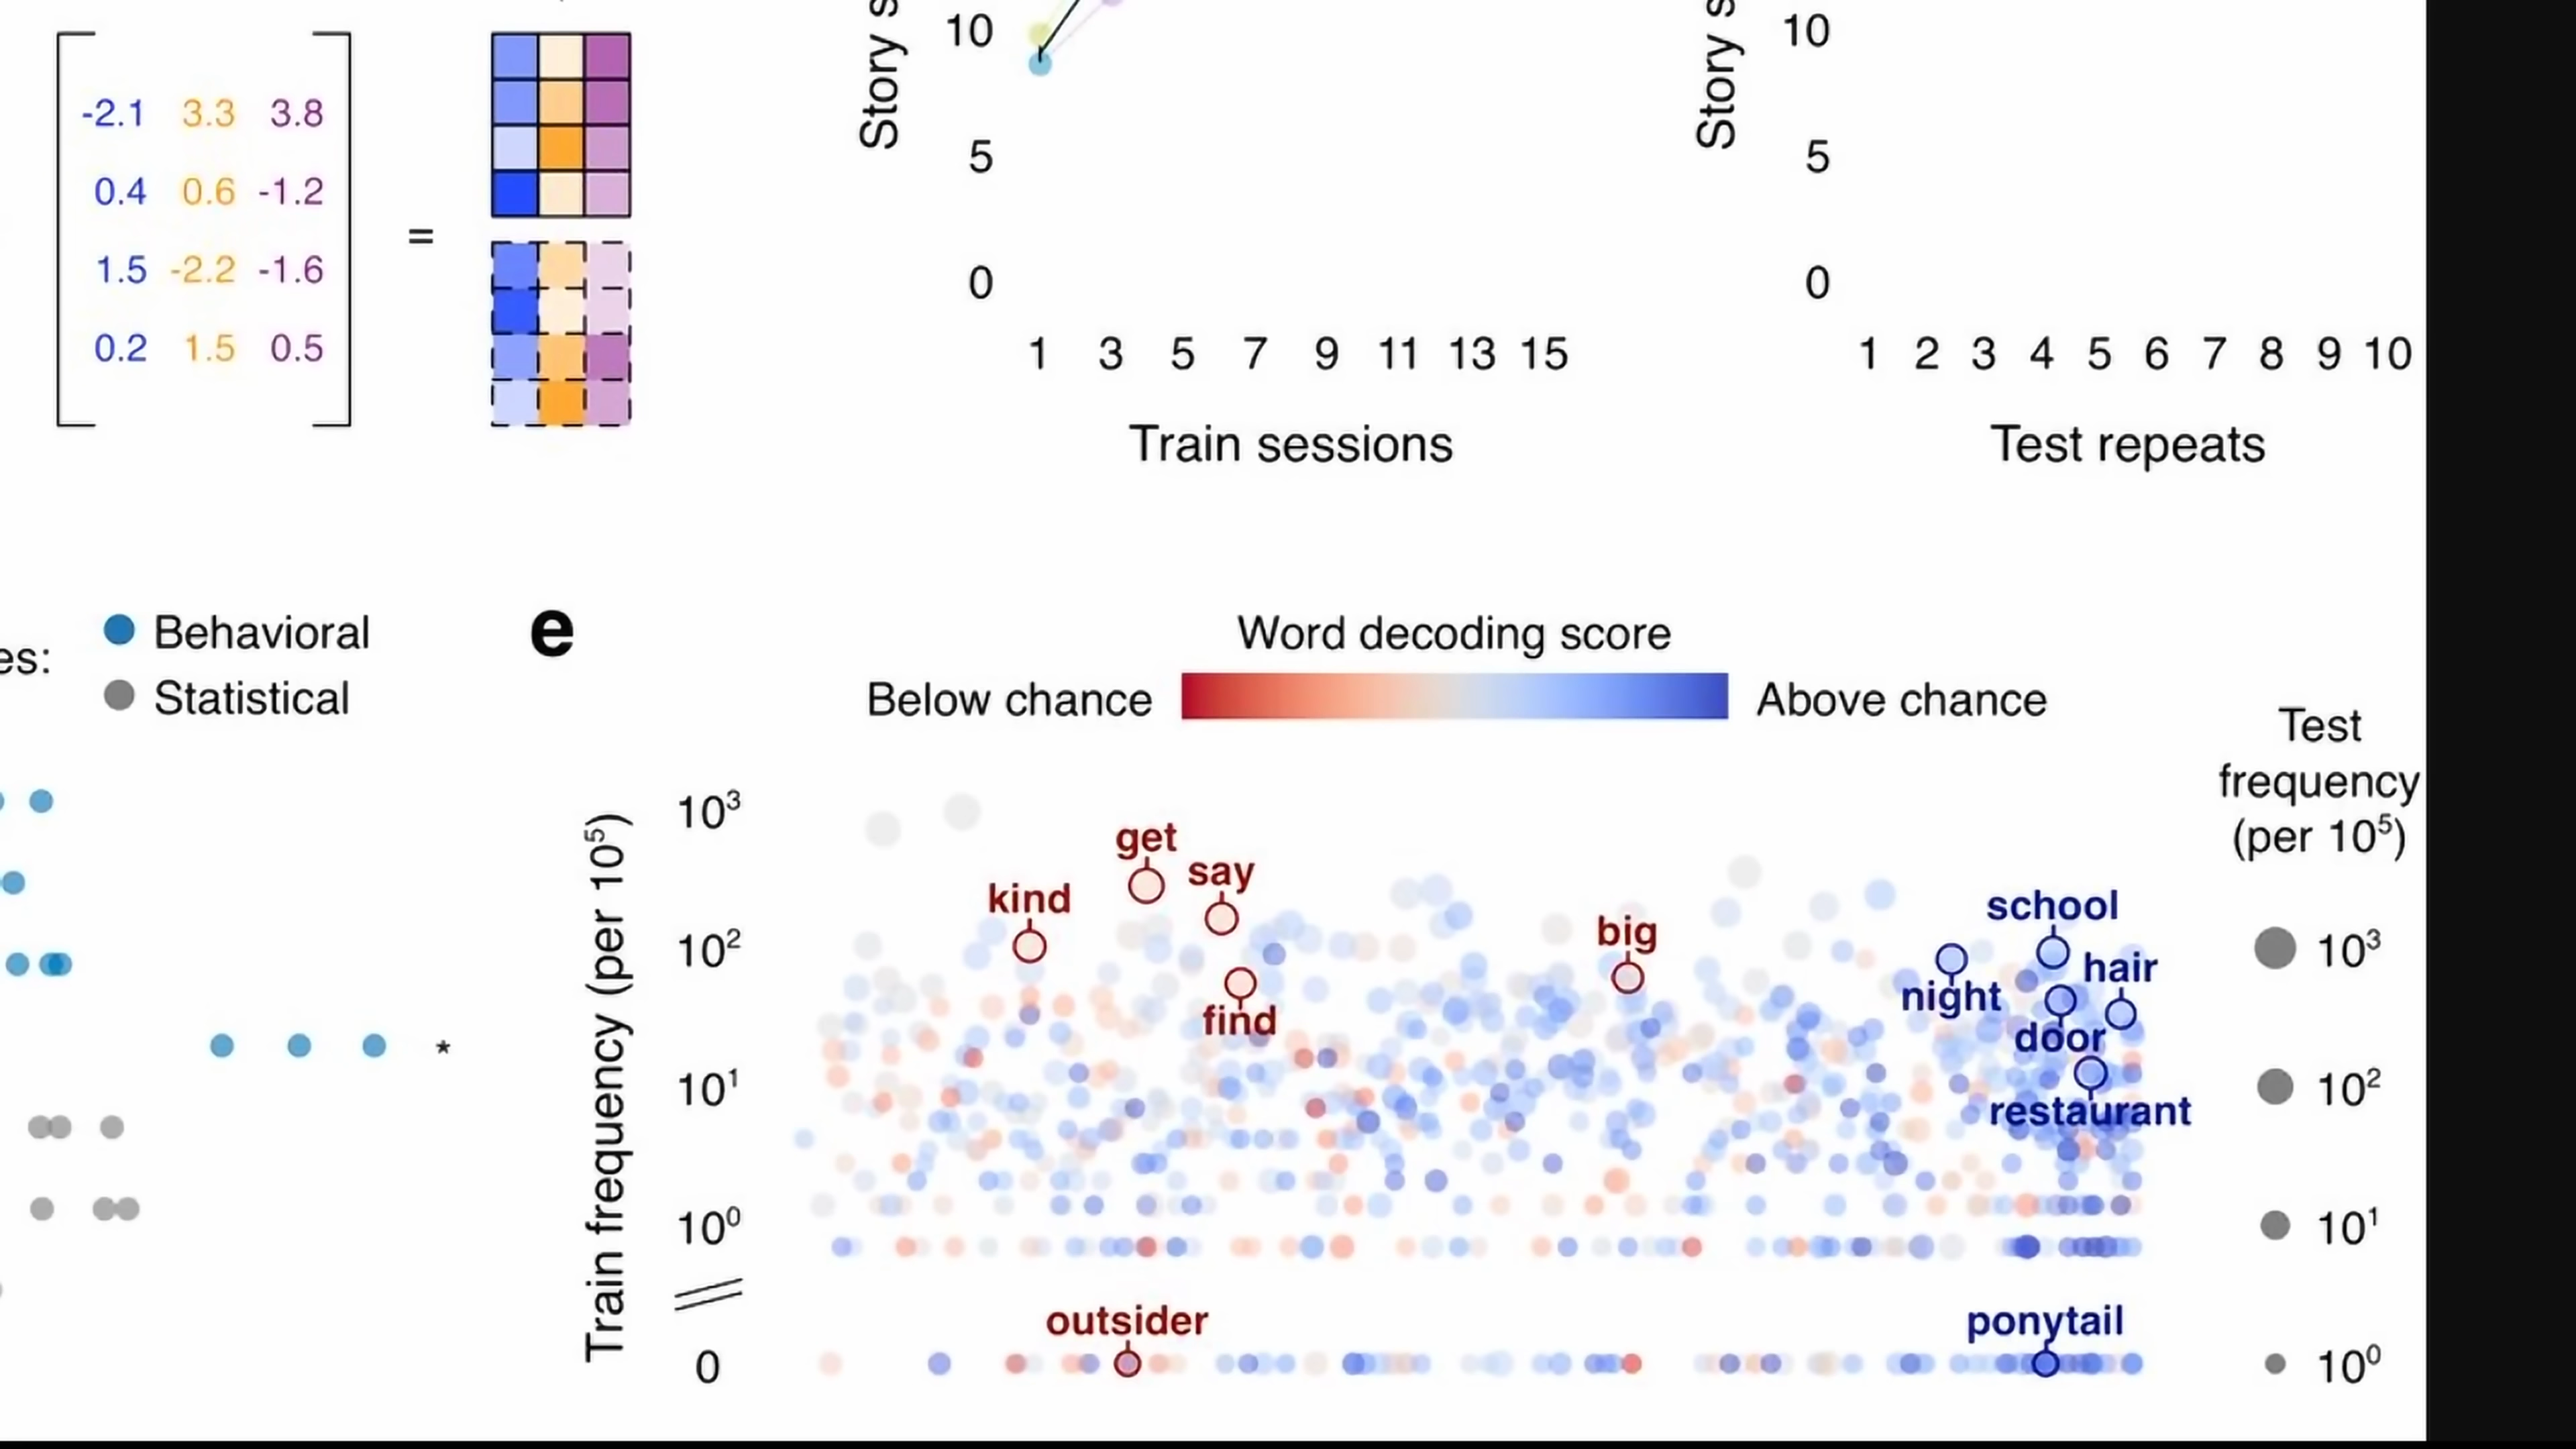 -2.1 3.3 3.8
0.4 0.6 -1.2
1.5 -2.2 -1.6
0.2 1.5 0.5
=
Story
10
5
0
1 3 5 7 9 11 13 15
Train sessions
Story
10
5
0
1 2 3 4 5 6 7 8 9 10
Test repeats
es:
Behavioral
Statistical
*
e
Word decoding score
Below chance
Above chance
Train frequency (per 10⁵)
10³
10²
10¹
10⁰
0
get
say
kind
find
big
school
night
hair
door
restaurant
outsider
ponytail
Test
frequency
(per 10⁵)
10³
10²
10¹
10⁰